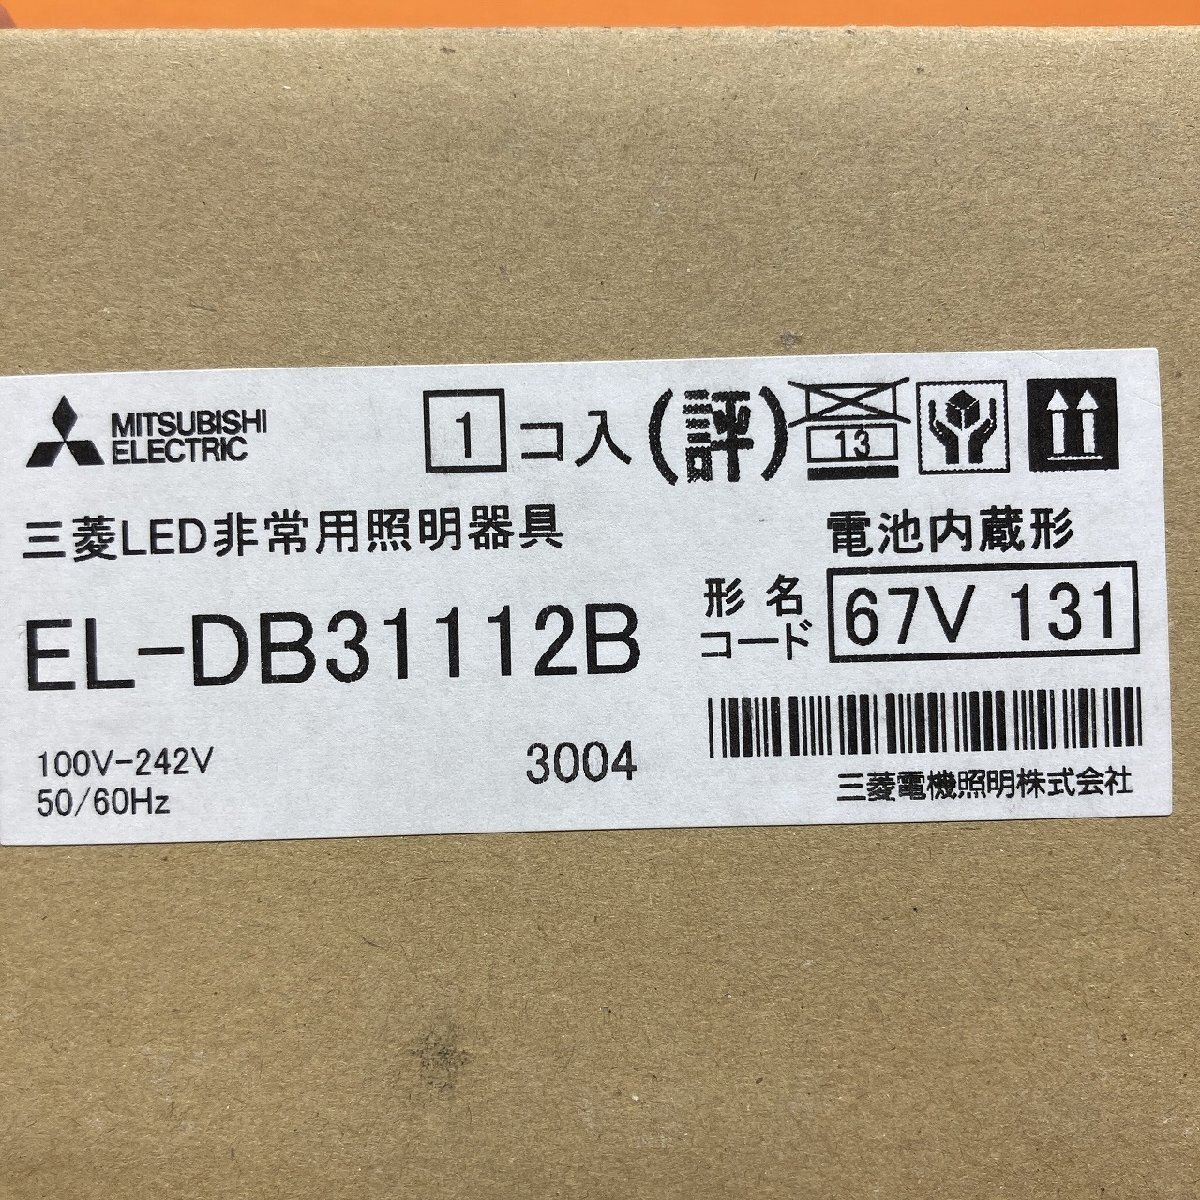 MITSUBISHI
ELECTRIC
1 コ入 (評) 13
三菱LED非常用照明器具
電池内蔵形
EL-DB31112B
形名
コード
67V 131
100V-242V
50/60Hz
3004
三菱電機照明株式会社